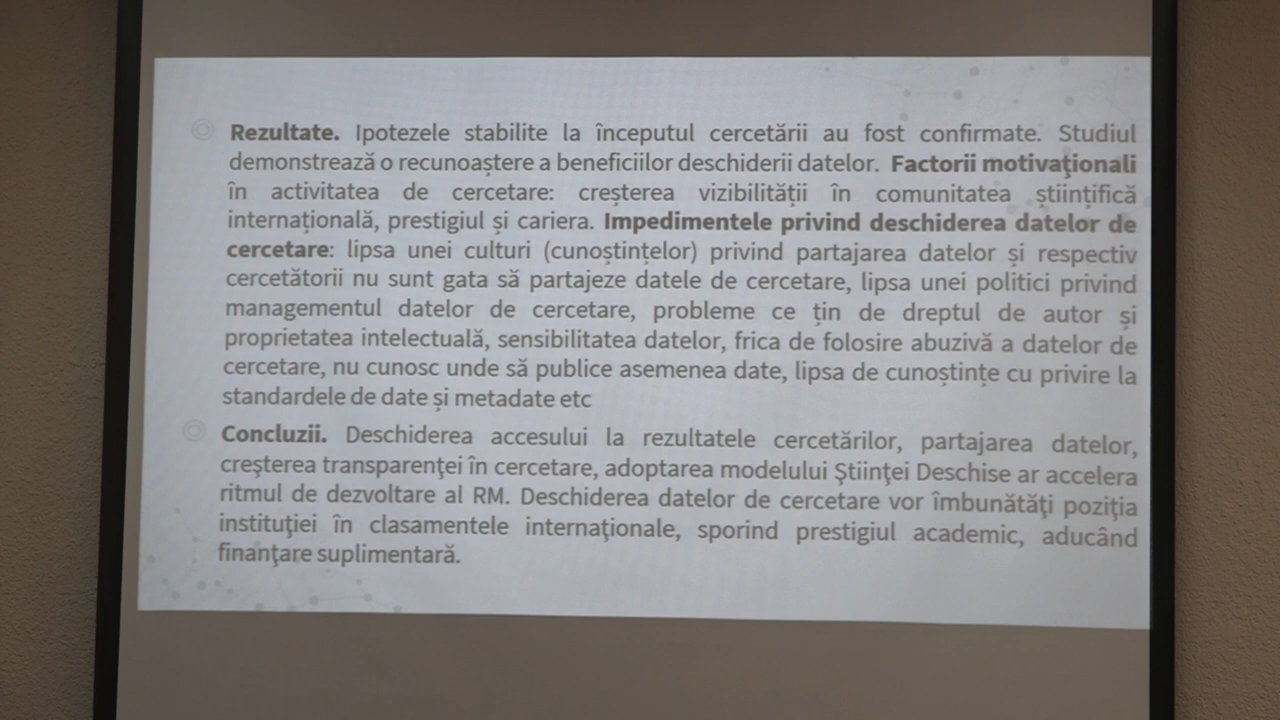 Rezultate. Ipotezele stabilite la începutul cercetării au fost confirmate. Studiul
demonstrează o recunoaștere a beneficiilor deschiderii datelor. Factorii motivaţionali
în activitatea de cercetare: creșterea vizibilității în comunitatea științifică
internațională, prestigiul și cariera. Impedimentele privind deschiderea datelor de
cercetare: lipsa unei culturi (cunoștințelor) privind partajarea datelor și respectiv
cercetătorii nu sunt gata să partajeze datele de cercetare, lipsa unei politici privind
managementul datelor de cercetare, probleme ce țin de dreptul de autor și
proprietatea intelectuală, sensibilitatea datelor, frica de folosire abuzivă a datelor de
cercetare, nu cunosc unde să publice asemenea date, lipsa de cunoștințe cu privire la
standardele de date și metadate etc
Concluzii. Deschiderea accesului la rezultatele cercetărilor, partajarea datelor,
creşterea transparenţei în cercetare, adoptarea modelului Ştiinţei Deschise ar accelera
ritmul de dezvoltare al RM. Deschiderea datelor de cercetare vor îmbunătăţi poziţia
instituţiei în clasamentele internaţionale, sporind prestigiul academic, aducând
finanţare suplimentară.